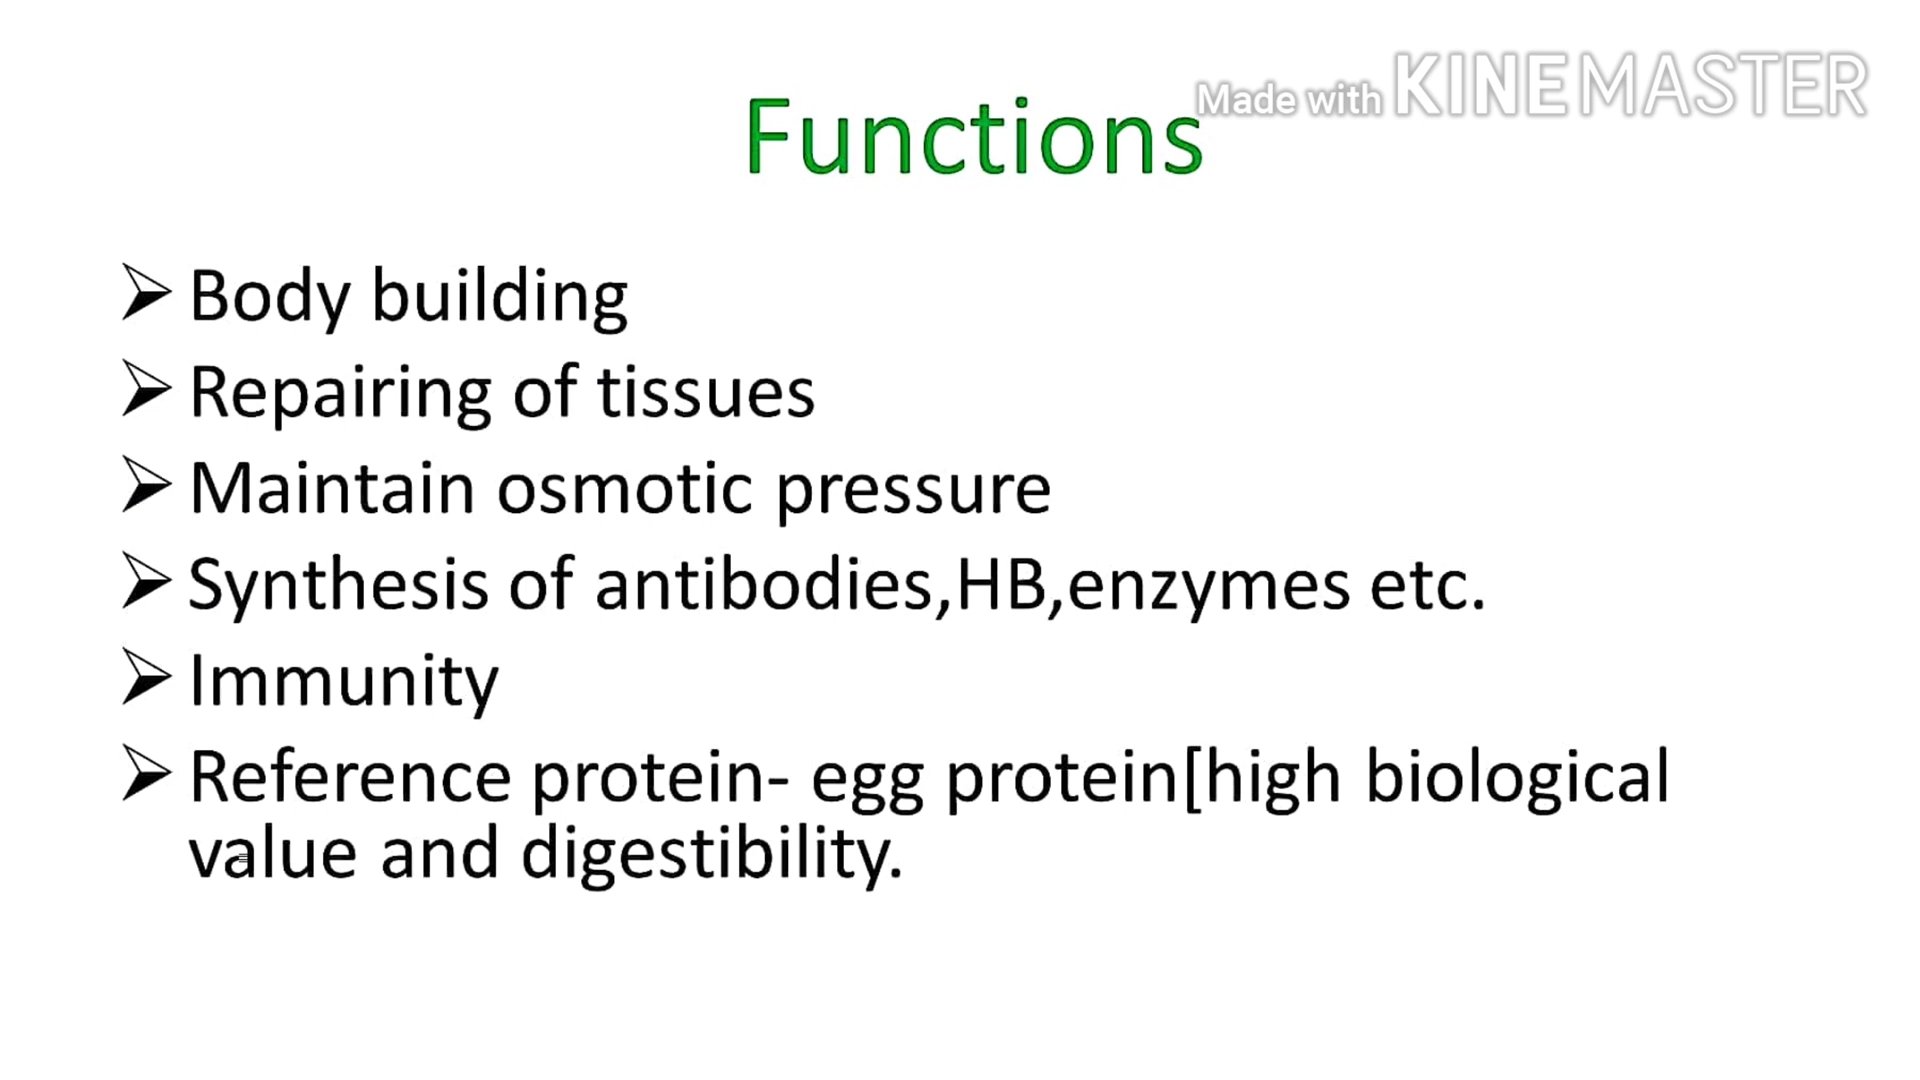 Made with KINEMASTER
Functions
Body building
Repairing of tissues
Maintain osmotic pressure
Synthesis of antibodies,HB,enzymes etc.
Immunity
Reference protein- egg protein[high biological
value and digestibility.